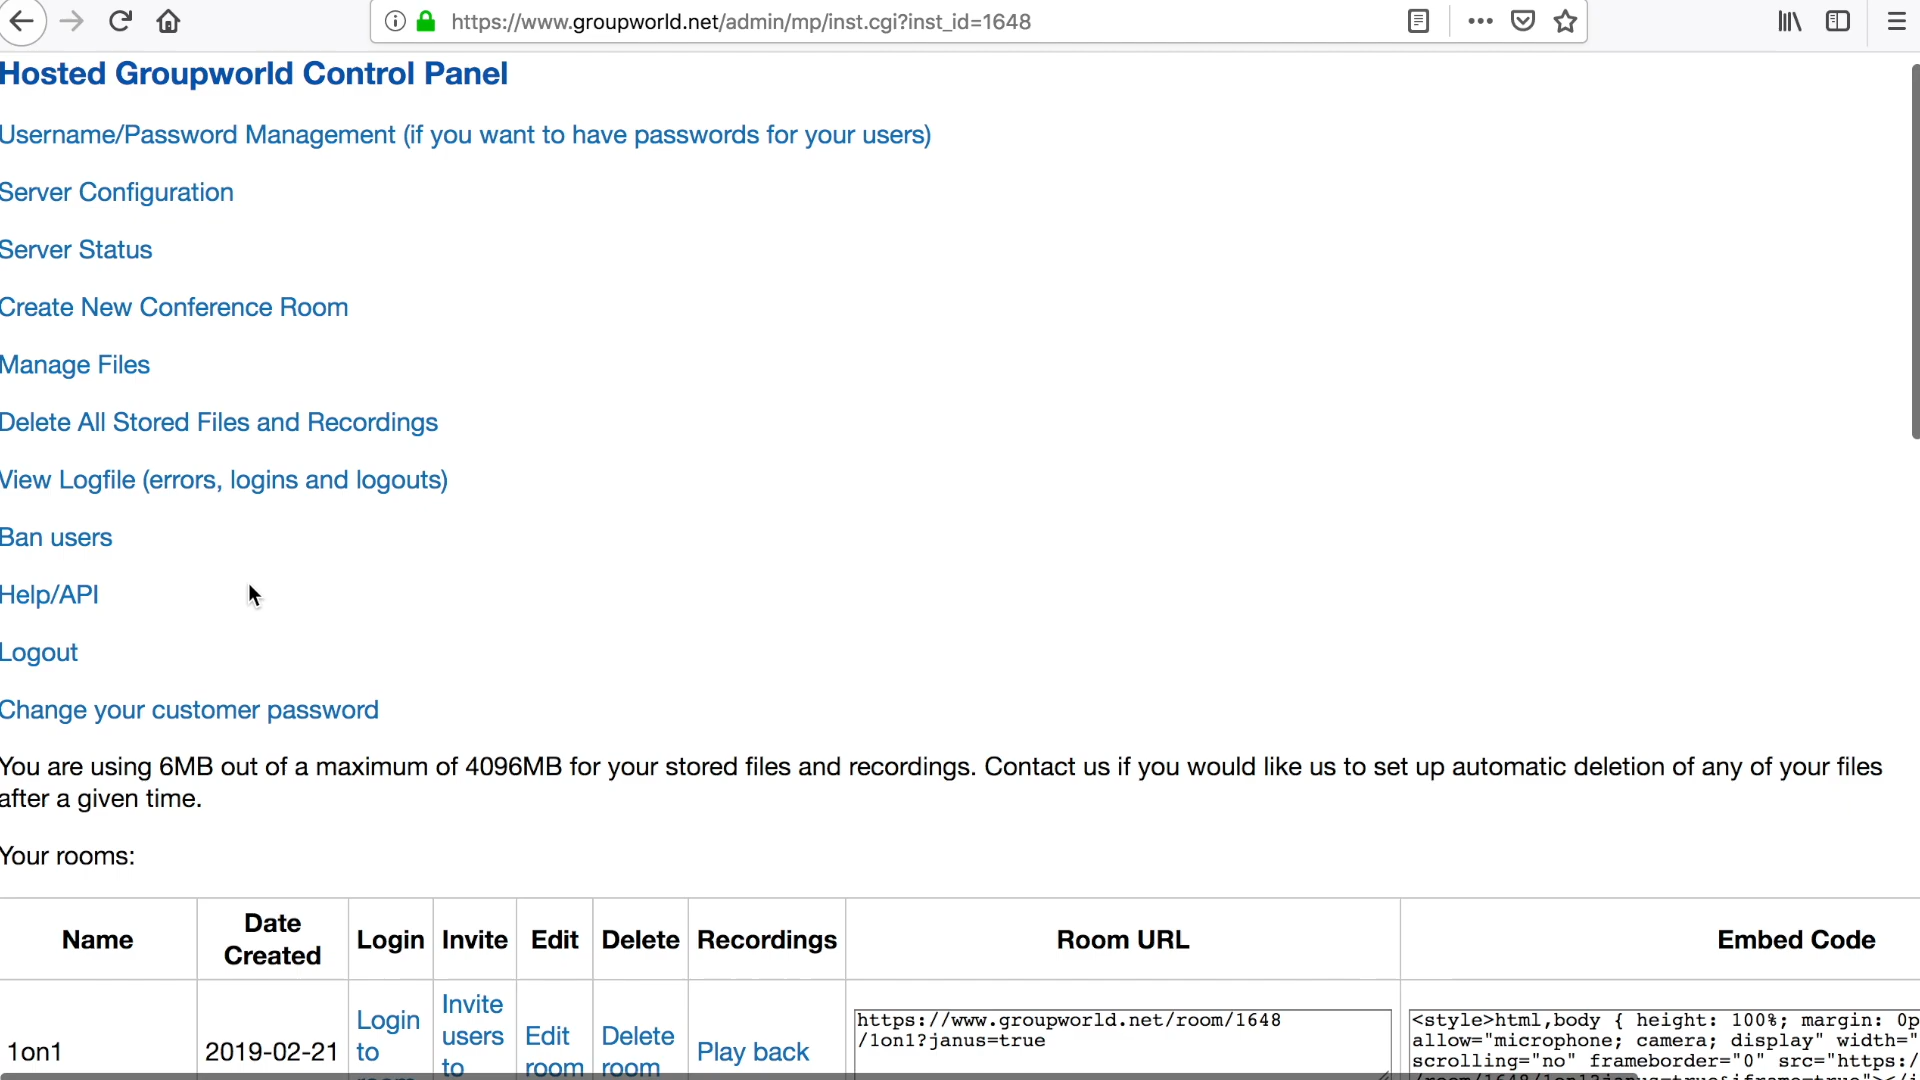 https://www.groupworld.net/admin/mp/inst.cgi?inst_id=1648
Hosted Groupworld Control Panel
Username/Password Management (if you want to have passwords for your users)
Server Configuration
Server Status
Create New Conference Room
Manage Files
Delete All Stored Files and Recordings
View Logfile (errors, logins and logouts)
Ban users
Help/API
Logout
Change your customer password
You are using 6MB out of a maximum of 4096MB for your stored files and recordings. Contact us if you would like us to set up automatic deletion of any of your files
after a given time.
Your rooms:
Name
Date
Created
Login
Invite
Edit
Delete
Recordings
Room URL
Embed Code
1on1
2019-02-21
Login
to
room
Invite
users
to
Edit
room
Delete
room
Play back
https://www.groupworld.net/room/1648
/1on1?janus=true
<style>html,body { height: 100%; margin: 0p
allow="microphone; camera; display" width="
scrolling="no" frameborder="0" src="https:/